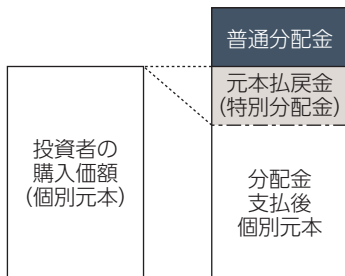 普通分配金
元本払戻金
(特別分配金)
投資者の
購入価額
(個別元本)
分配金
支払後
個別元本